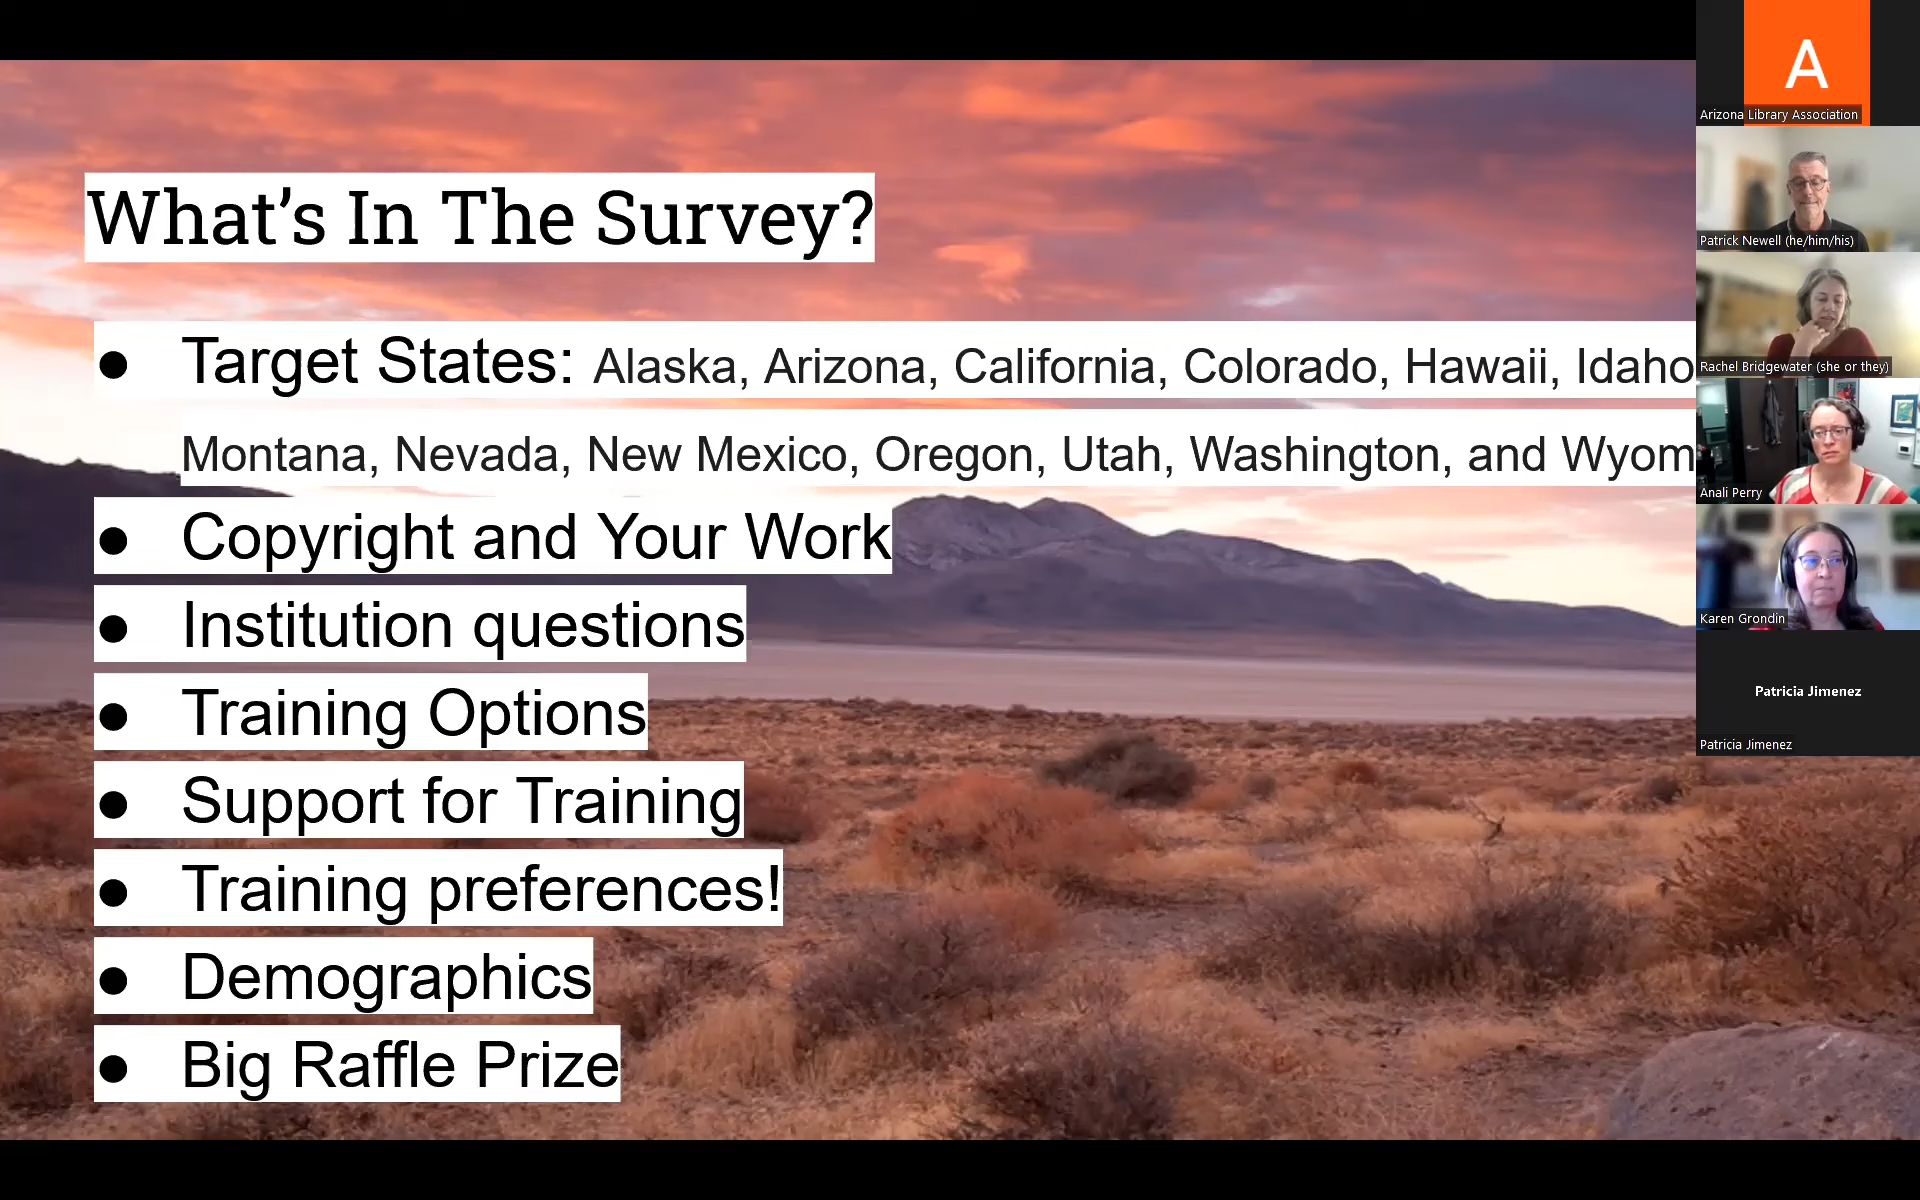 What's In The Survey?
● Target States: Alaska, Arizona, California, Colorado, Hawaii, Idaho
Montana, Nevada, New Mexico, Oregon, Utah, Washington, and Wyom
● Copyright and Your Work
● Institution questions
● Training Options
● Support for Training
● Training preferences!
● Demographics
● Big Raffle Prize
A
Arizona Library Association
Patrick Newell (he/him/his)
Rachel Bridgewater (she or they)
Anali Perry
Karen Grondin
Patricia Jimenez
Patricia Jimenez